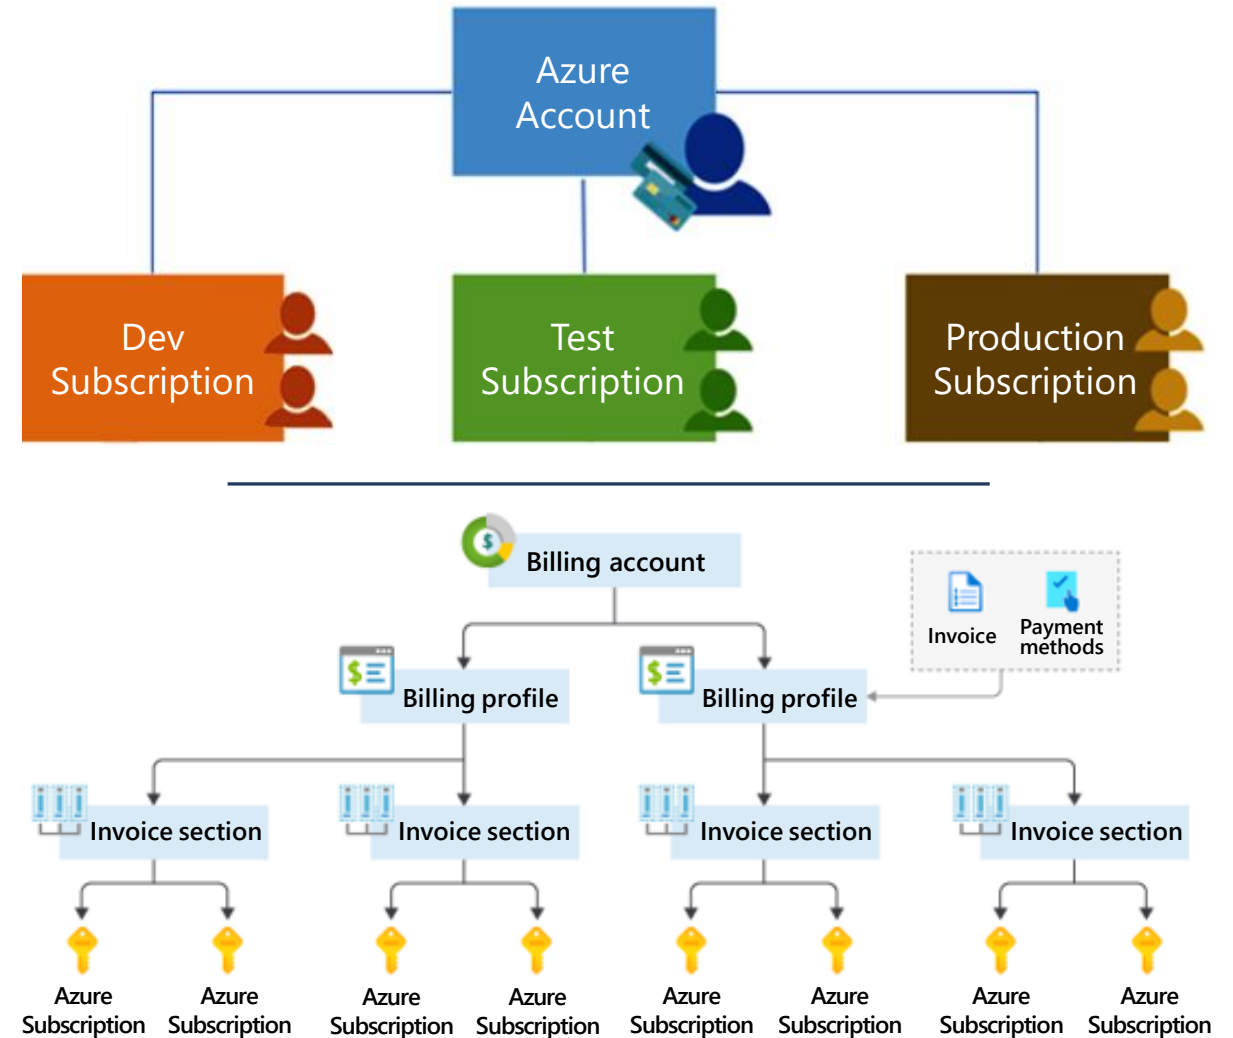 Azure
Account
Dev
Subscription
Test
Subscription
Production
Subscription
$
Billing account
Invoice
Payment
methods
$
Billing profile
$
Billing profile
Invoice section
Invoice section
Invoice section
Invoice section
Azure
Subscription
Azure
Subscription
Azure
Subscription
Azure
Subscription
Azure
Subscription
Azure
Subscription
Azure
Subscription
Azure
Subscription